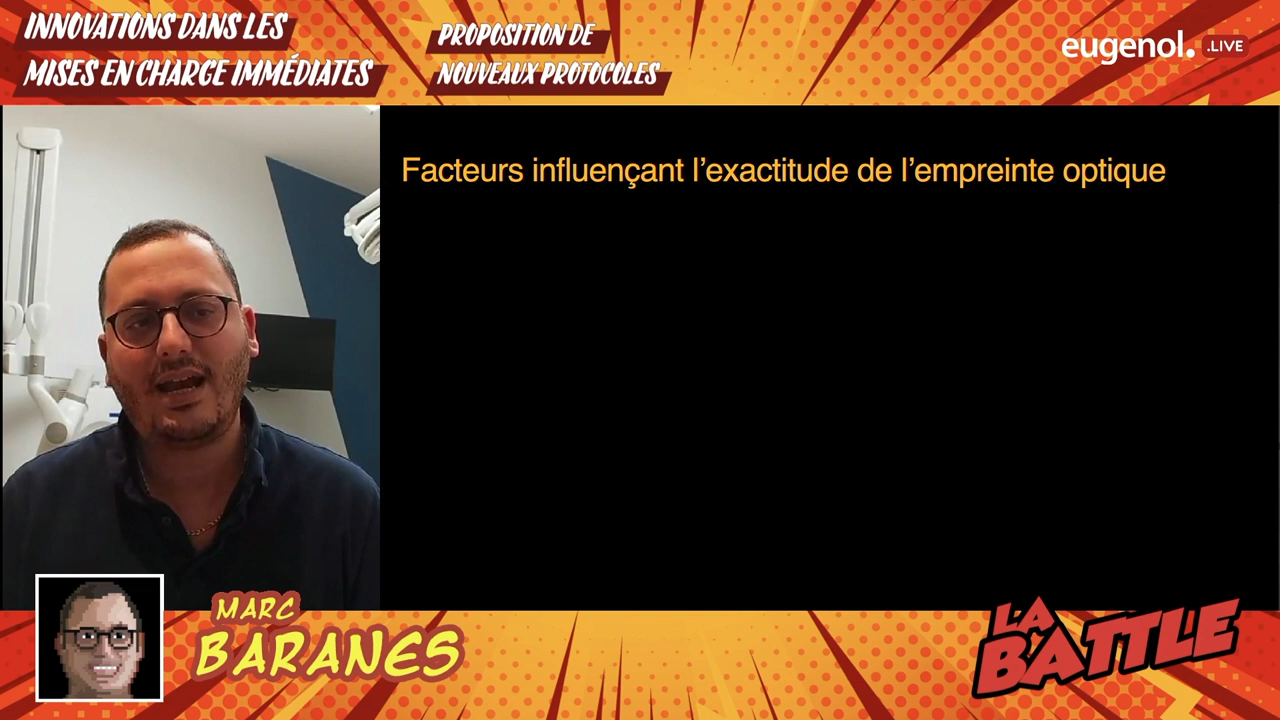 INNOVATIONS DANS LES
MISES EN CHARGE IMMÉDIATES
PROPOSITION DE
NOUVEAUX PROTOCOLES
eugenol. .LIVE
Facteurs influençant l’exactitude de l’empreinte optique
MARC
BARANES
LA
BATTLE